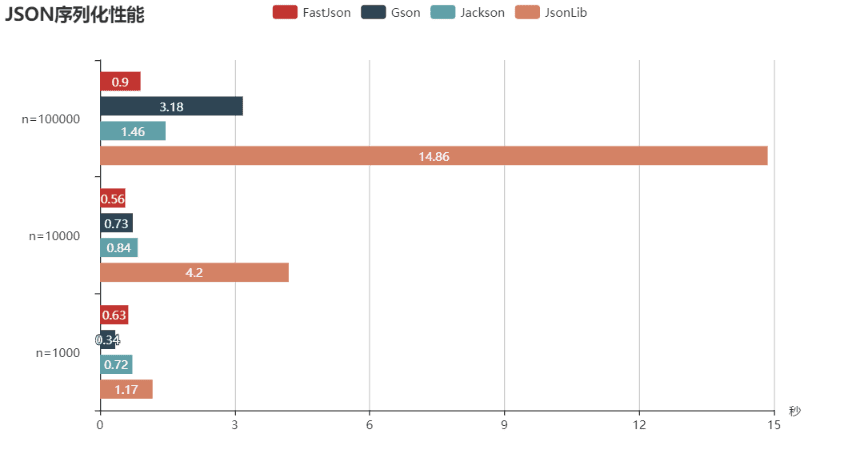 JSON序列化性能
FastJson Gson Jackson JsonLib
n=100000
0.9
3.18
1.46
14.86
n=10000
0.56
0.73
0.84
4.2
n=1000
0.63
0.34
0.72
1.17
秒
0 3 6 9 12 15